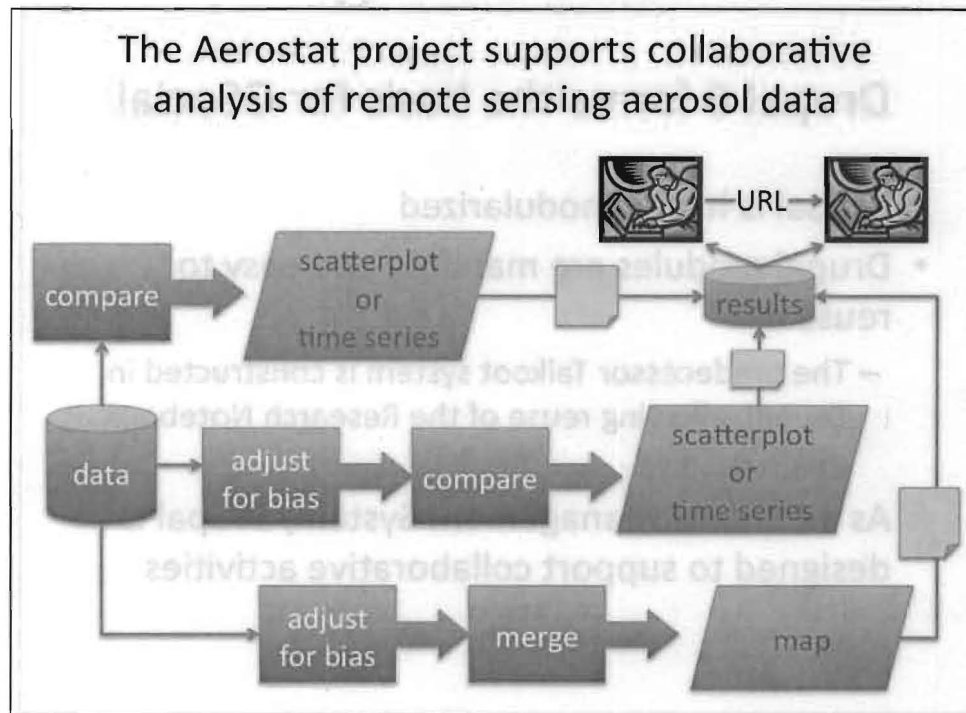 The Aerostat project supports collaborative
analysis of remote sensing aerosol data
URL
compare
scatterplot
or
time series
results
data
adjust
for bias
compare
scatterplot
or
time series
adjust
for bias
merge
map